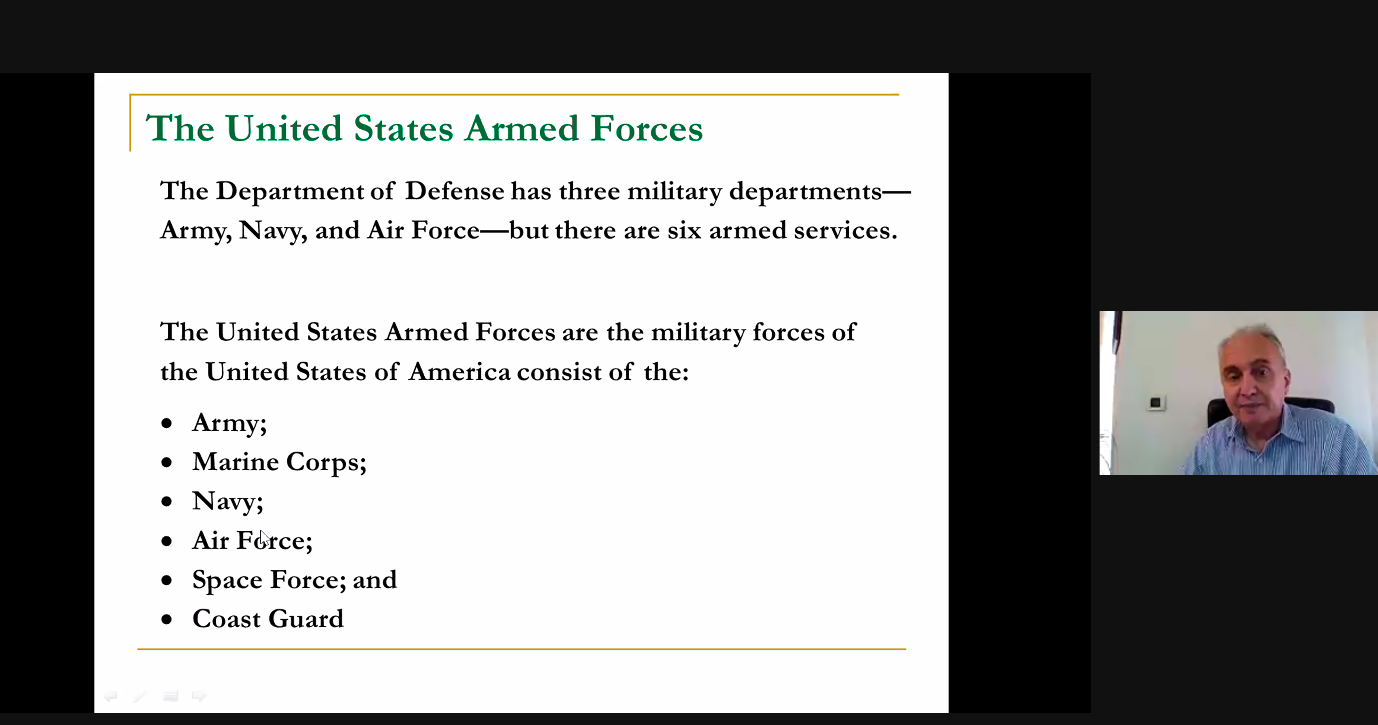 The United States Armed Forces
The Department of Defense has three military departments—
Army, Navy, and Air Force—but there are six armed services.
The United States Armed Forces are the military forces of
the United States of America consist of the:
• Army;
• Marine Corps;
• Navy;
• Air Force;
• Space Force; and
• Coast Guard